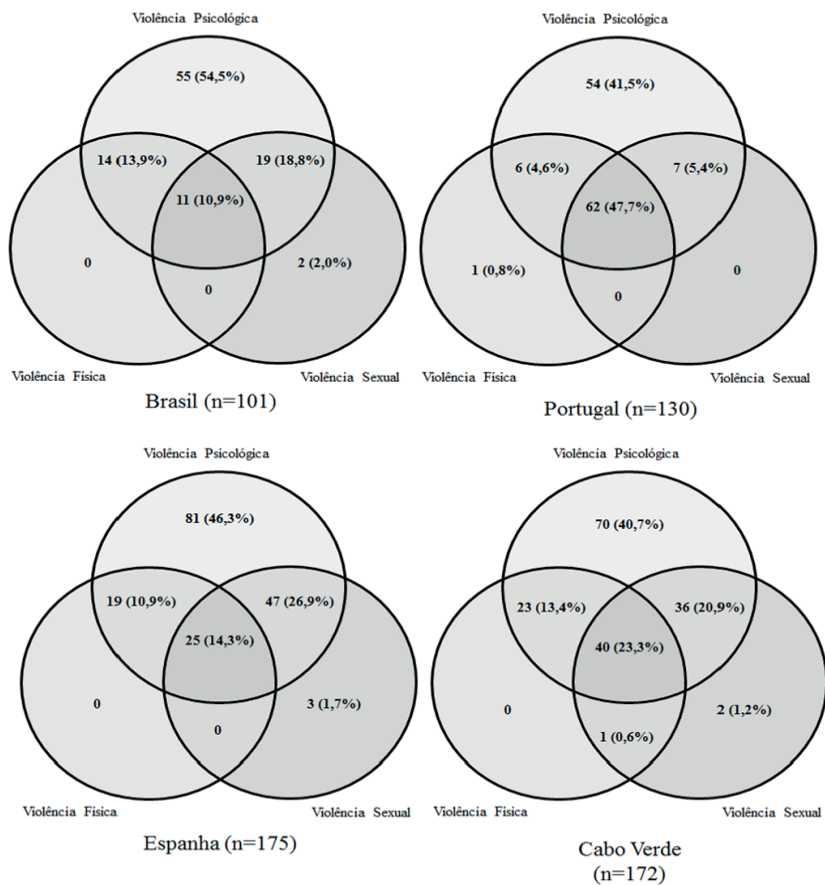 Violência Psicológica
55 (54,5%)
14 (13,9%)
19 (18,8%)
11 (10,9%)
0
2 (2,0%)
0
Violência Física
Violência Sexual
Brasil (n=101)
Violência Psicológica
54 (41,5%)
6 (4,6%)
7 (5,4%)
62 (47,7%)
1 (0,8%)
0
0
Violência Física
Violência Sexual
Portugal (n=130)
Violência Psicológica
81 (46,3%)
19 (10,9%)
47 (26,9%)
25 (14,3%)
0
3 (1,7%)
0
Violência Física
Violência Sexual
Espanha (n=175)
Violência Psicológica
70 (40,7%)
23 (13,4%)
36 (20,9%)
40 (23,3%)
0
2 (1,2%)
1 (0,6%)
Violência Física
Violência Sexual
Cabo Verde
(n=172)